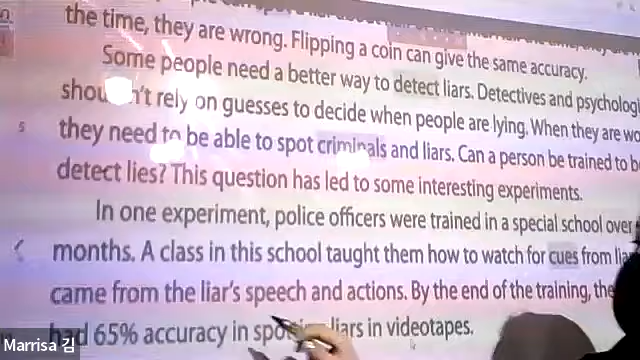 the time, they are wrong. Flipping a coin can give the same accuracy.
Some people need a better way to detect liars. Detectives and
rely on guesses to decide when people are lying. When they are
5 they need to be able to spot criminals and liars. Can a person be trained to
detect lies? This question has led to some interesting experiments.
In one experiment, police officers were trained in a special school over
months. A class in this school taught them how to watch for cues from
came from the liar's speech and actions. By the end of the training,
had 65% accuracy in liars in videotapes.
Marrisa 김